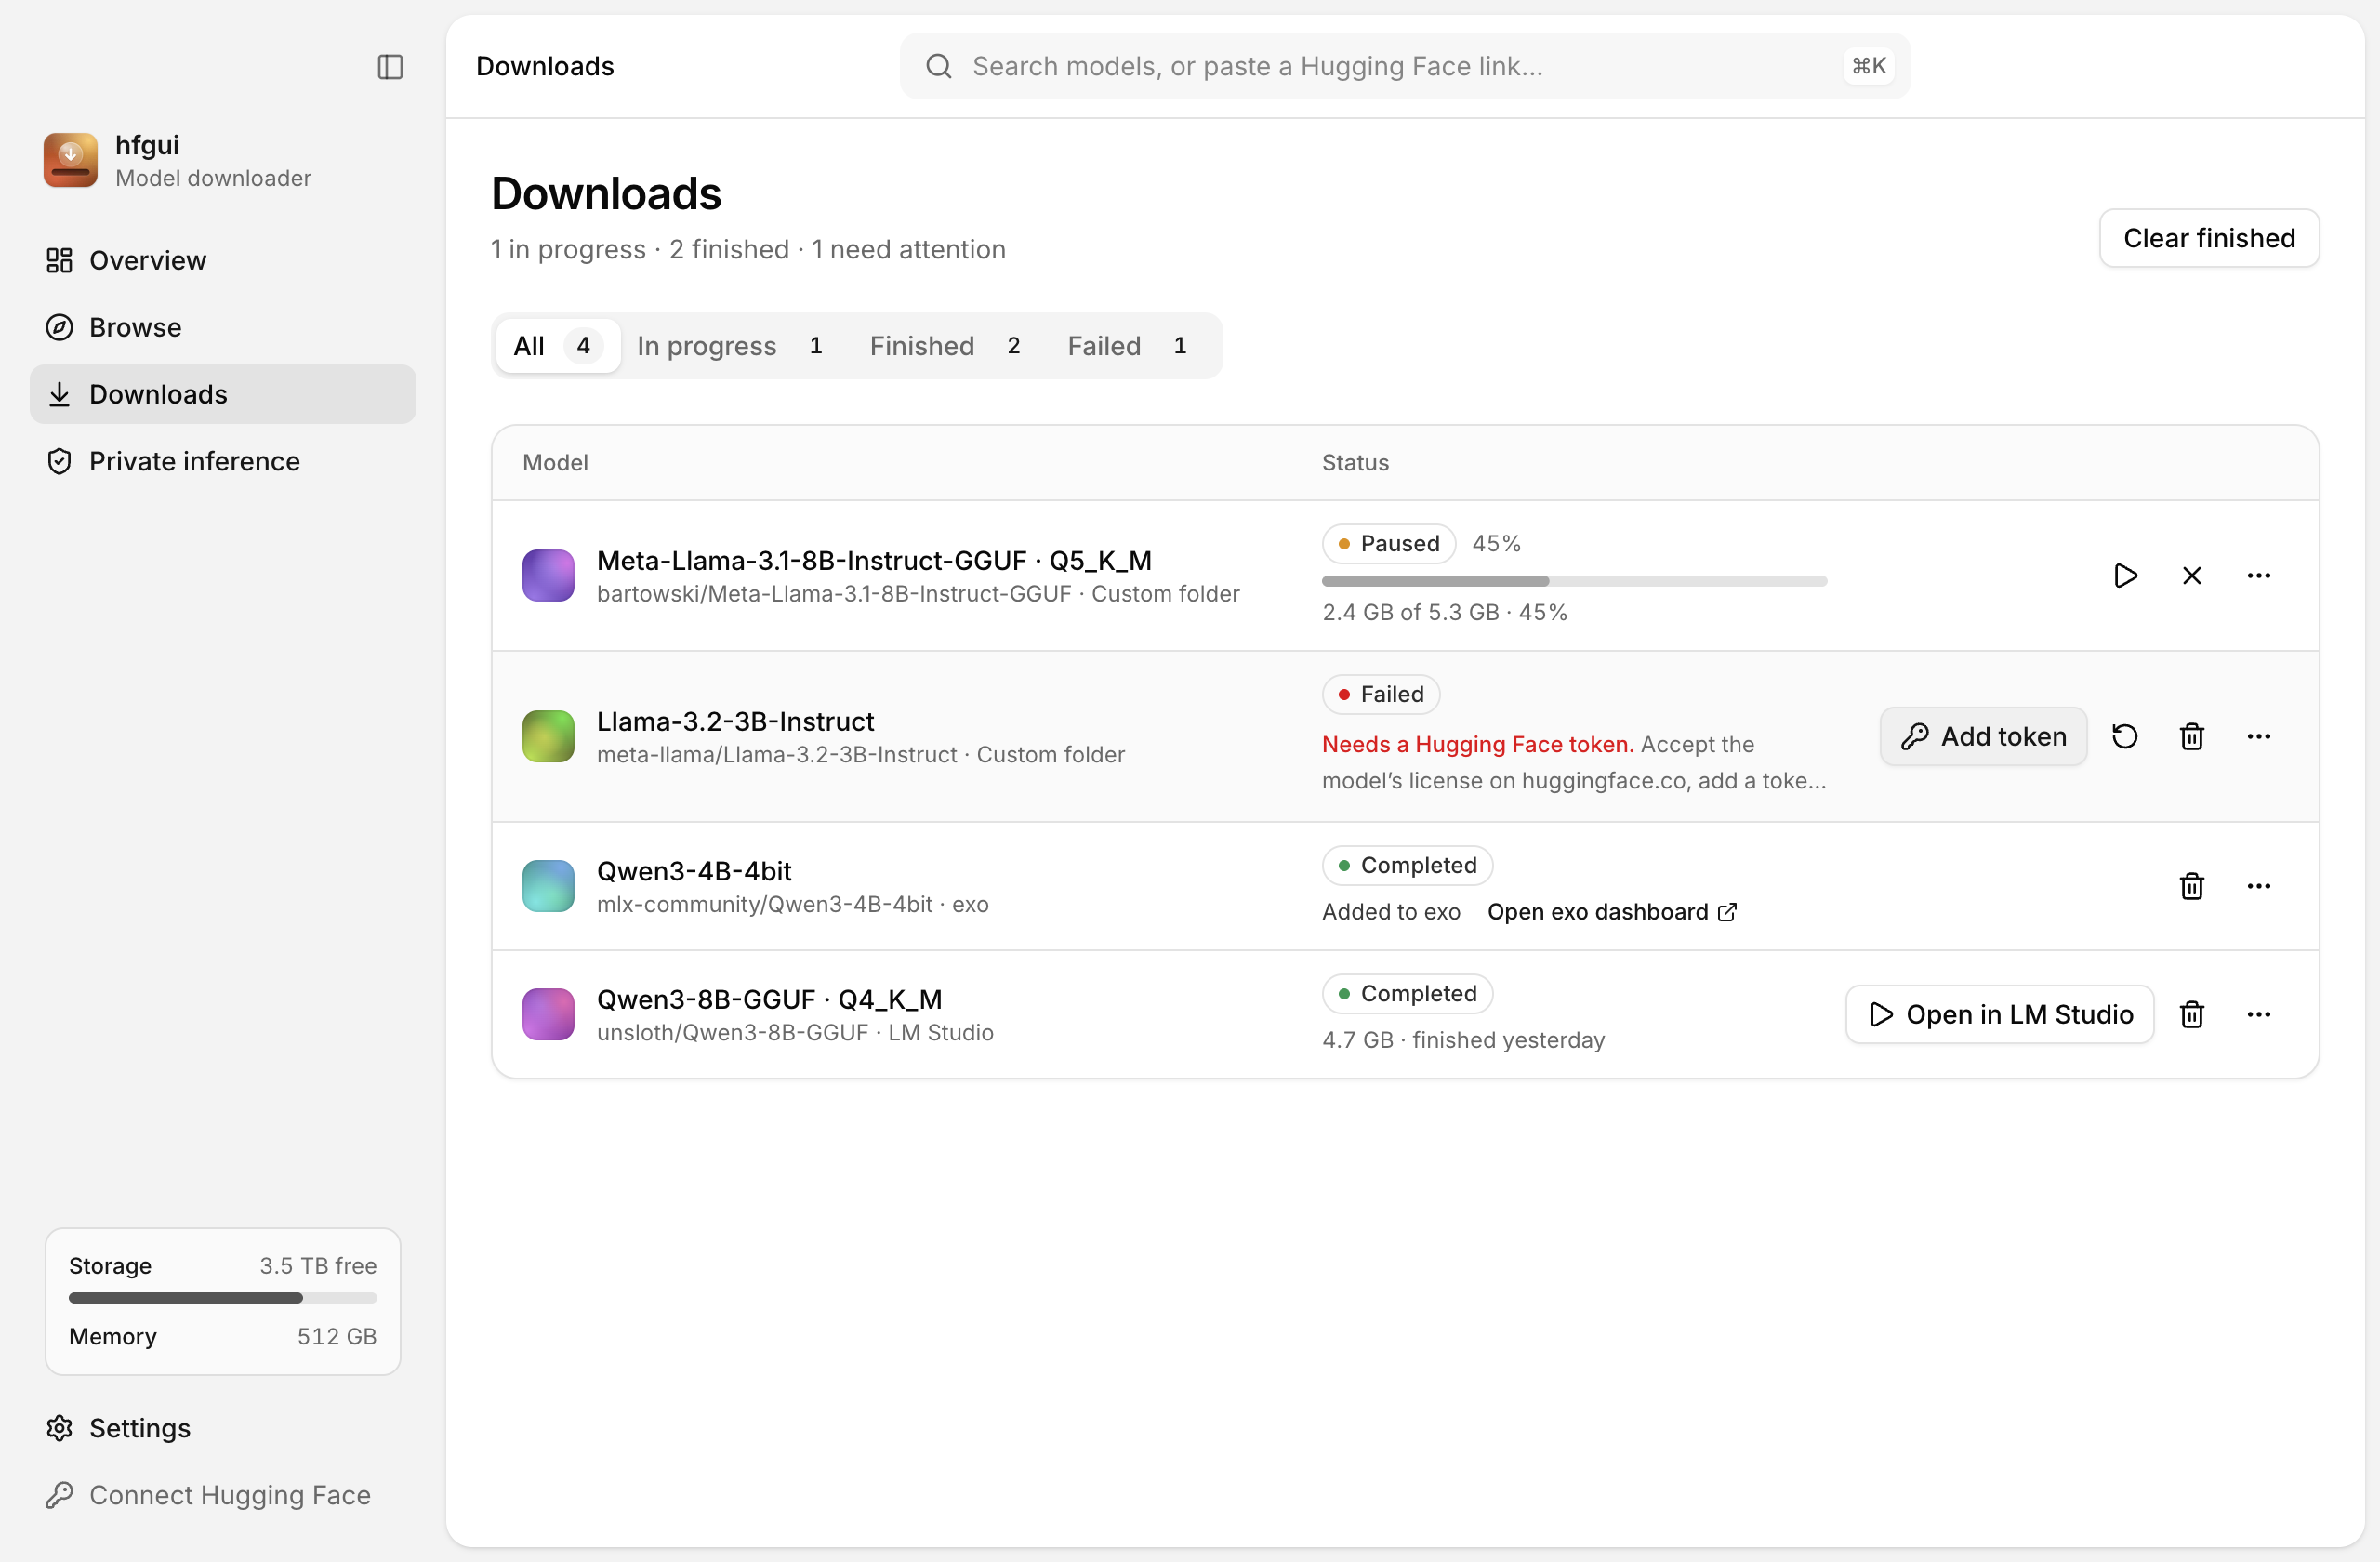 Downloads
Search models, or paste a Hugging Face link...
⌘K
hfgui
Model downloader
Overview
Browse
Downloads
Private inference
Storage 3.5 TB free
Memory 512 GB
Settings
Connect Hugging Face
Downloads
1 in progress · 2 finished · 1 need attention
Clear finished
All 4 In progress 1 Finished 2 Failed 1
Model Status
Meta-Llama-3.1-8B-Instruct-GGUF · Q5_K_M
bartowski/Meta-Llama-3.1-8B-Instruct-GGUF · Custom folder
Paused 45%
2.4 GB of 5.3 GB · 45%
Llama-3.2-3B-Instruct
meta-llama/Llama-3.2-3B-Instruct · Custom folder
Failed
Needs a Hugging Face token. Accept the
model’s license on huggingface.co, add a toke...
Add token
Qwen3-4B-4bit
mlx-community/Qwen3-4B-4bit · exo
Completed
Added to exo Open exo dashboard
Qwen3-8B-GGUF · Q4_K_M
unsloth/Qwen3-8B-GGUF · LM Studio
Completed
4.7 GB · finished yesterday
Open in LM Studio